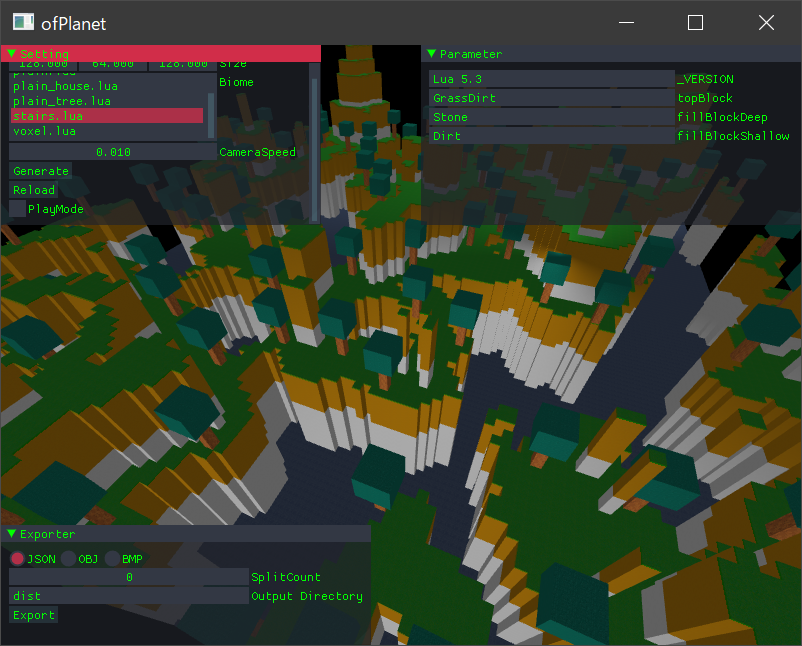 ofPlanet
Setting
128.000 64.000 128.000 Size
plain.lua
Biome
plain_house.lua
plain_tree.lua
stairs.lua
voxel.lua
0.010 CameraSpeed
Generate
Reload
PlayMode
Parameter
Lua 5.3 _VERSION
GrassDirt topBlock
Stone fillBlockDeep
Dirt fillBlockShallow
Exporter
JSON OBJ BMP
0 SplitCount
dist Output Directory
Export